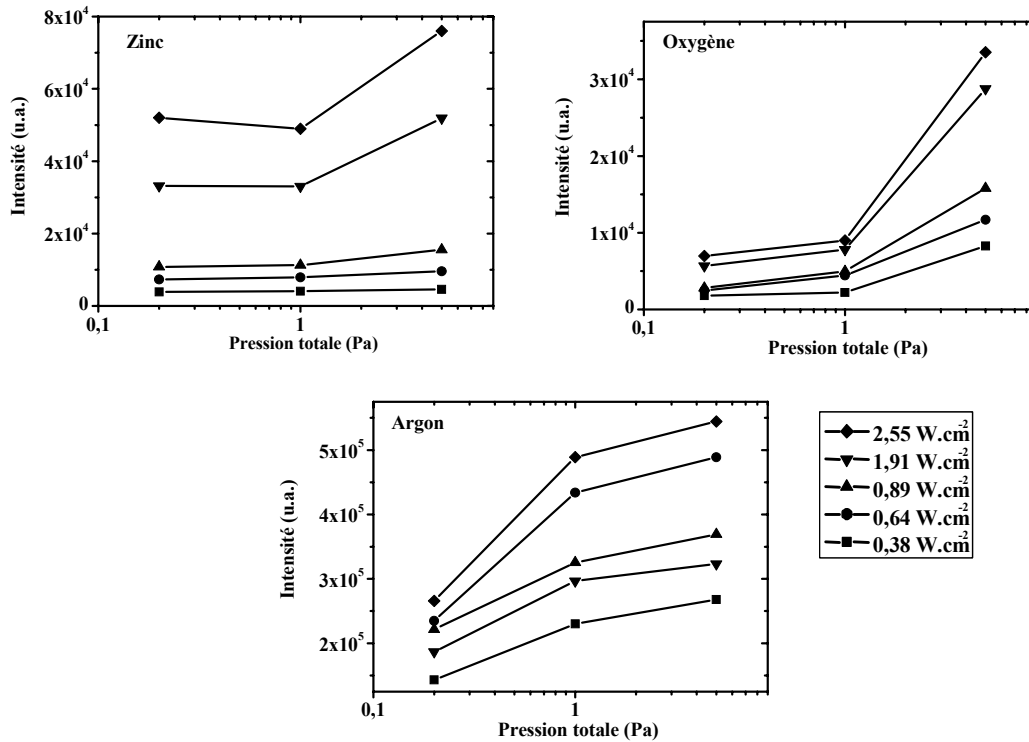 Zinc
Intensité (u.a.)
8x10⁴
6x10⁴
4x10⁴
2x10⁴
0
0,1
1
Pression totale (Pa)
Oxygène
Intensité (u.a.)
3x10⁴
2x10⁴
1x10⁴
0
0,1
1
Pression totale (Pa)
Argon
Intensité (u.a.)
5x10⁵
4x10⁵
3x10⁵
2x10⁵
0,1
1
Pression totale (Pa)
2,55 W.cm⁻²
1,91 W.cm⁻²
0,89 W.cm⁻²
0,64 W.cm⁻²
0,38 W.cm⁻²